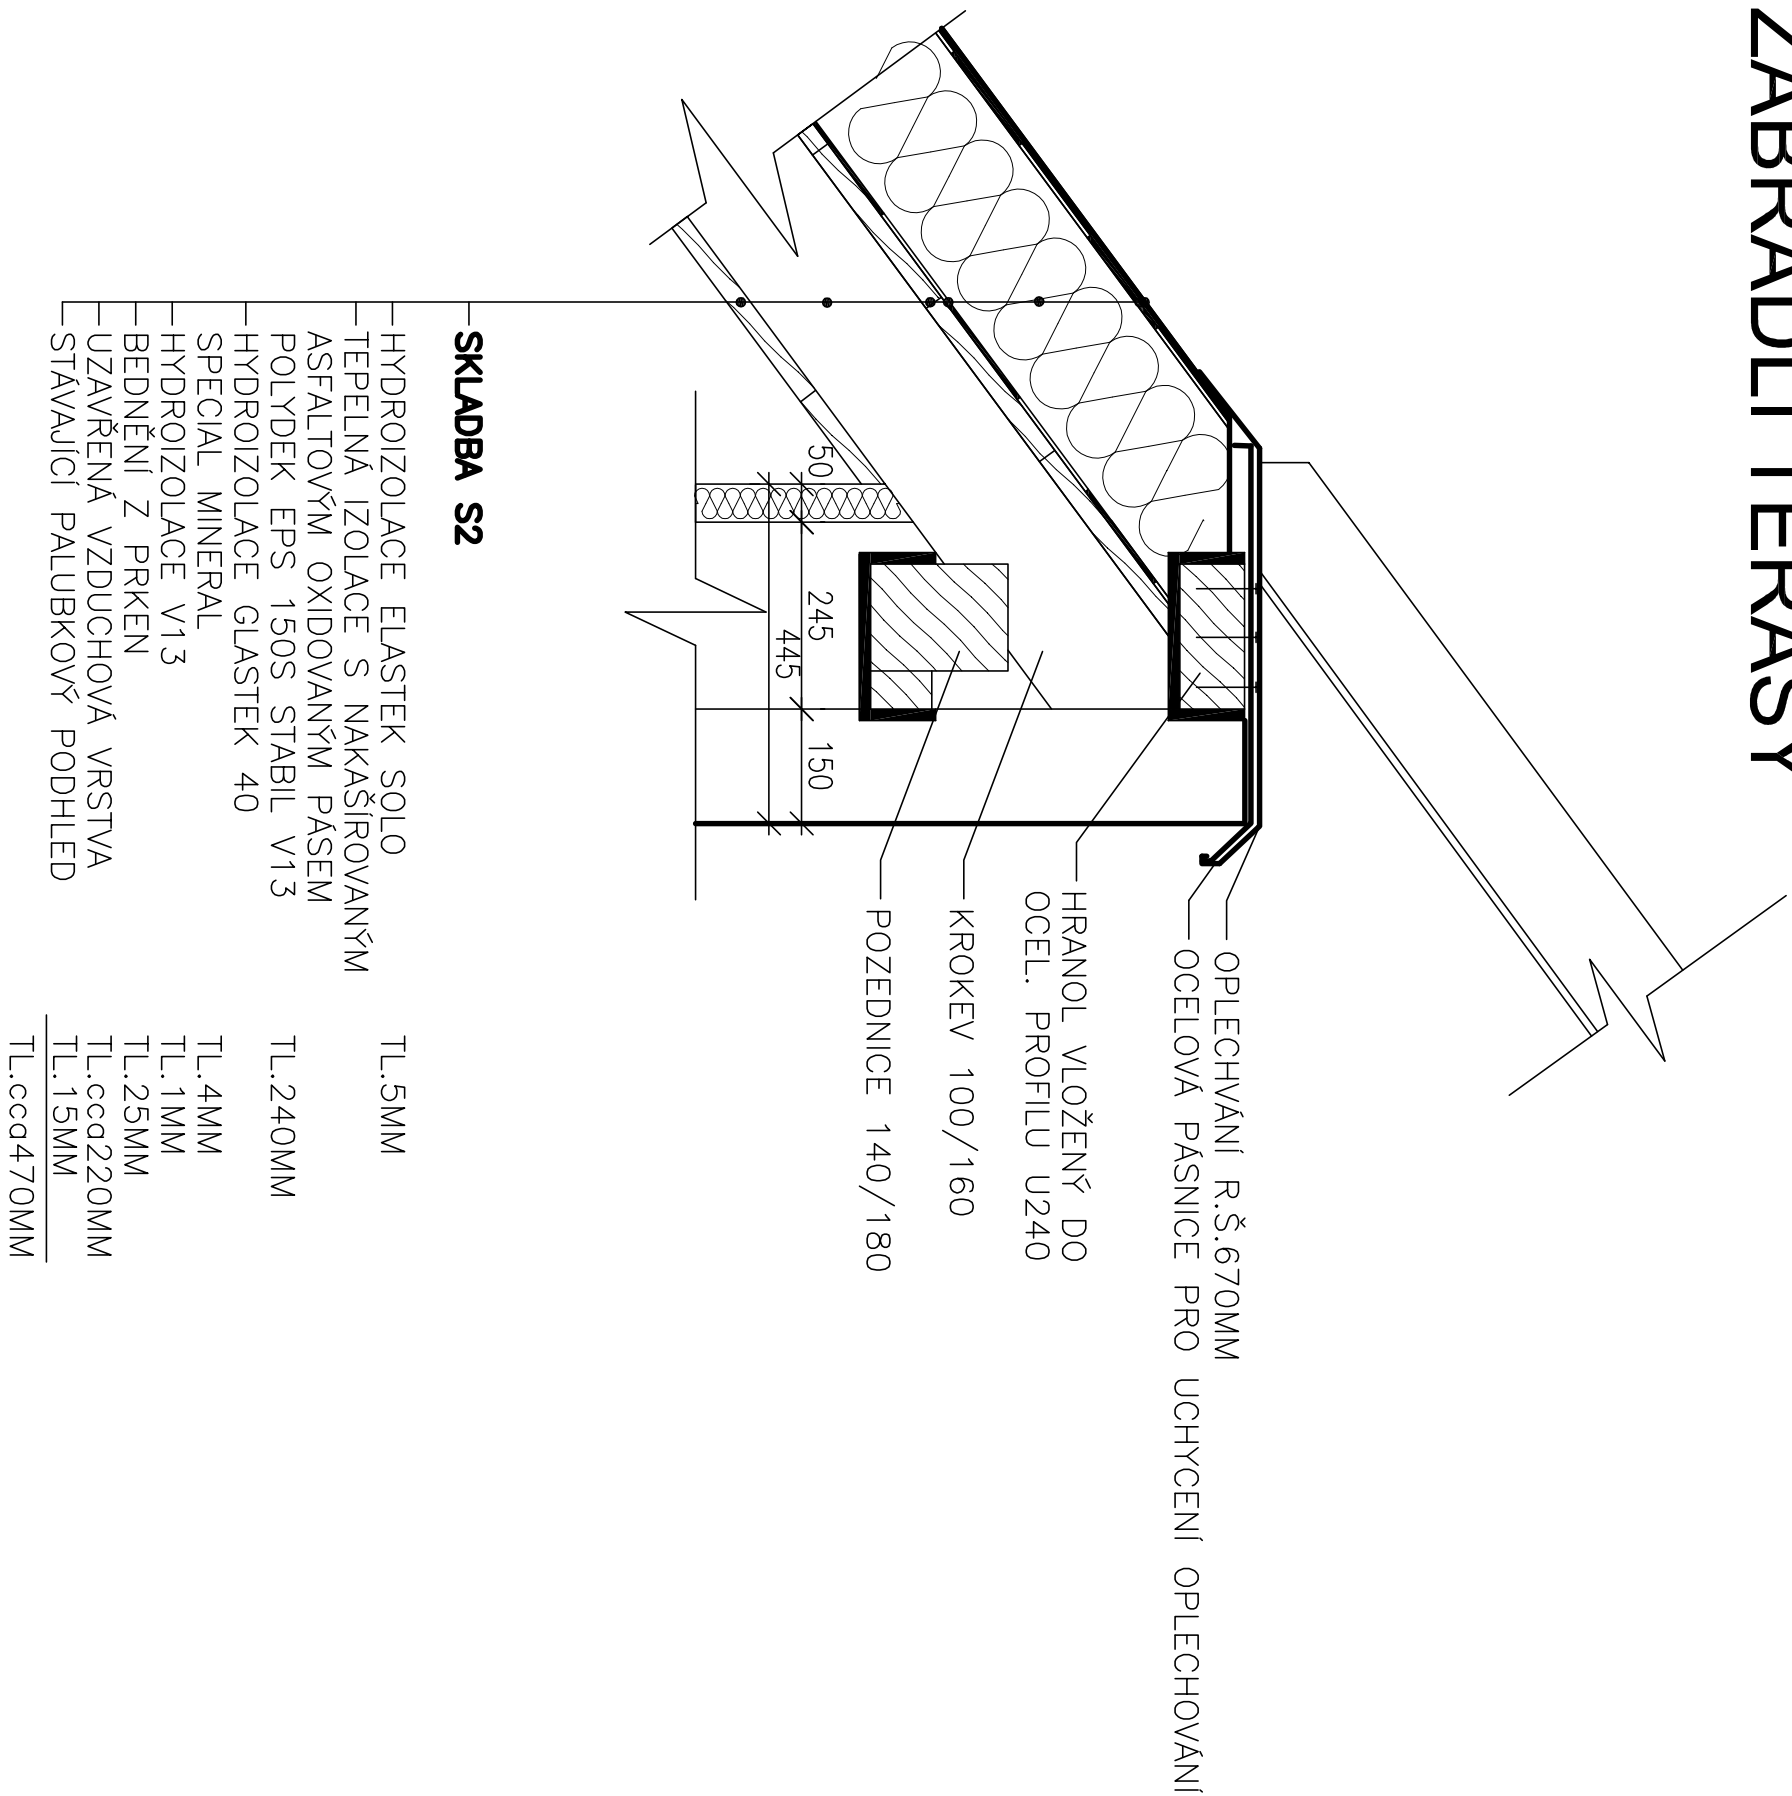 ZÁBRADLÍ TERASY
OPLECHVÁNÍ R.Š.670MM
OCELOVÁ PÁSNICE PRO UCHYCENÍ OPLECHOVÁNÍ
HRANOL VLOŽENÝ DO
OCEL. PROFILU U240
KROKEV 100/160
POZEDNICE 140/180
50
245
150
445
SKLADBA S2
HYDROIZOLACE ELASTEK SOLO TL.5MM
TEPELNÁ IZOLACE S NAKAŠÍROVANÝM
ASFALTOVÝM OXIDOVANÝM PÁSEM
POLYDEK EPS 150S STABIL V13 TL.240MM
HYDROIZOLACE GLASTEK 40
SPECIAL MINERAL TL.4MM
HYDROIZOLACE V13 TL.1MM
BEDNĚNÍ Z PRKEN TL.25MM
UZAVŘENÁ VZDUCHOVÁ VRSTVA TL.cca220MM
STÁVAJÍCÍ PALUBKOVÝ PODHLED TL.15MM
TL.cca470MM